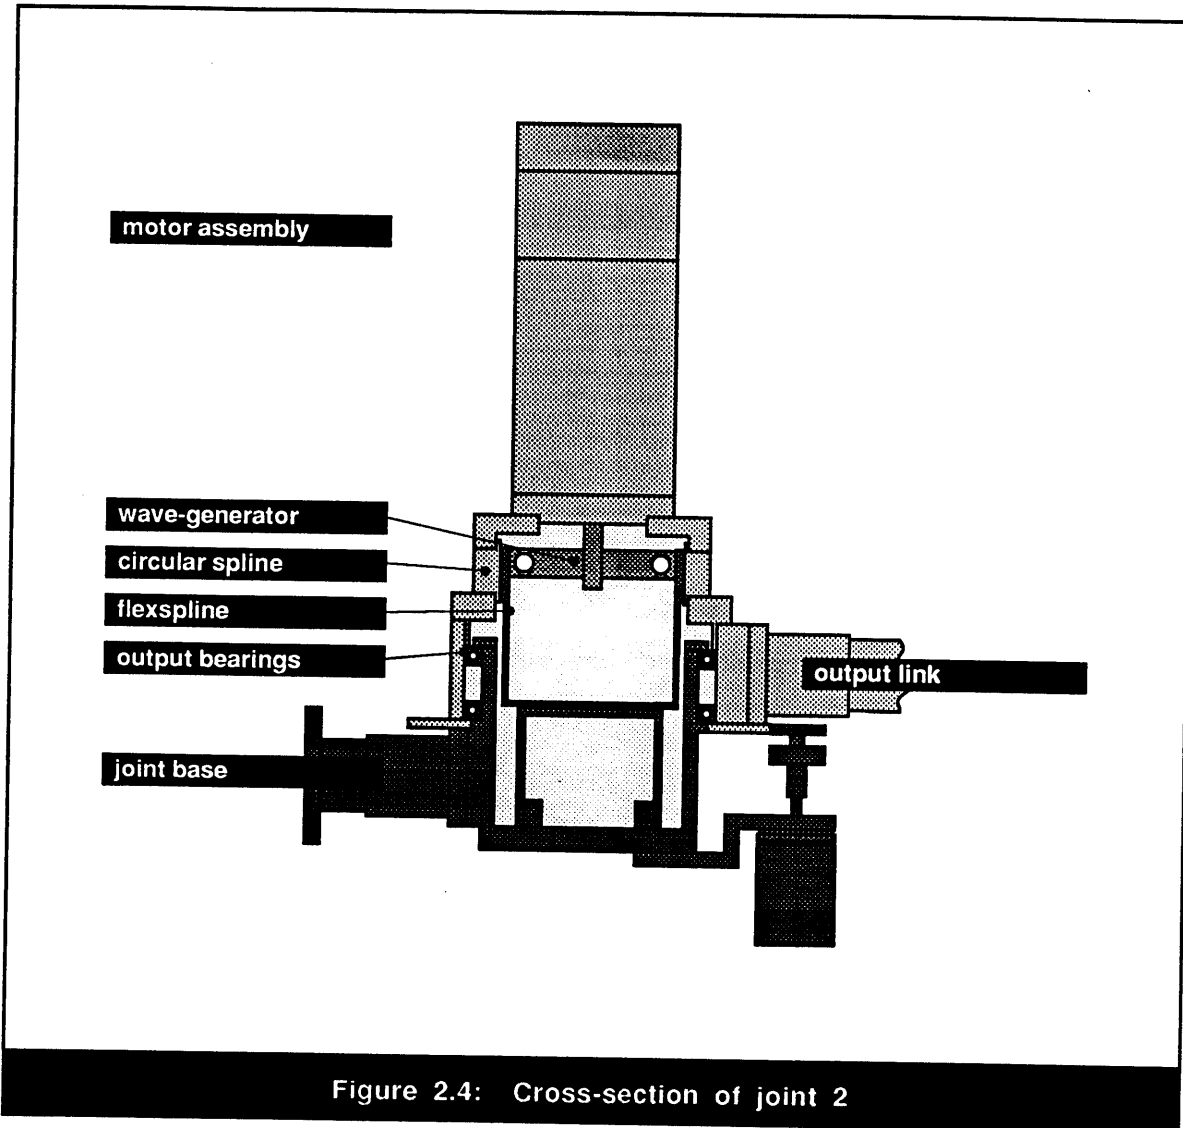 motor assembly
wave-generator
circular spline
flexspline
output bearings
output link
joint base
Figure 2.4: Cross-section of joint 2